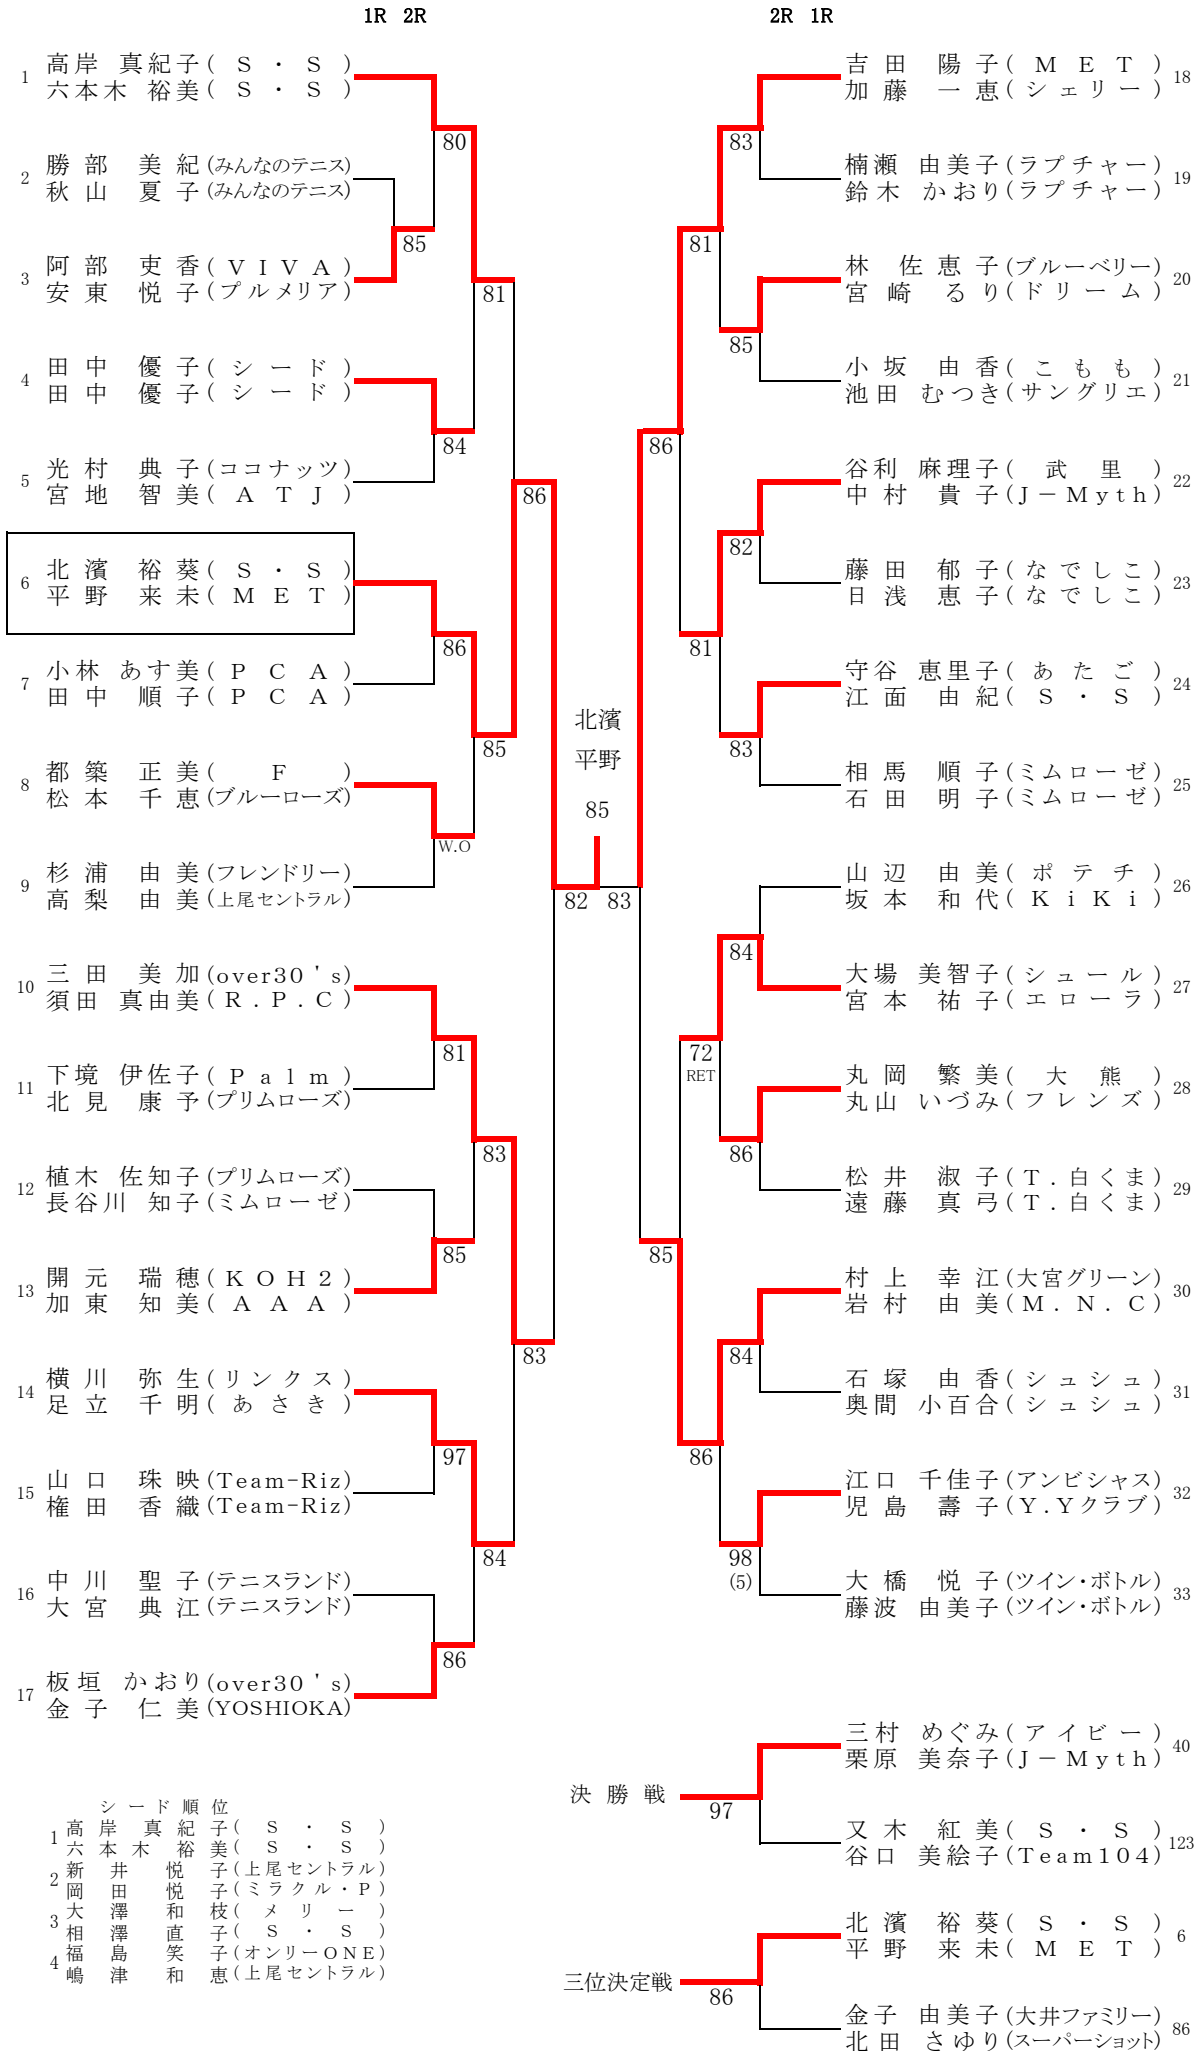 1R 2R
2R 1R
1 高岸 真紀子 (S・S)
六本木 裕美 (S・S)
80
2 勝部 美紀 (みんなのテニス)
秋山 夏子 (みんなのテニス)
85
3 阿部 吏香 (VIVA)
安東 悦子 (プルメリア)
81
4 田中 優子 (シード)
田中 優子 (シード)
84
5 光村 典子 (ココナッツ)
宮地 智美 (ATJ)
86
6 北濱 裕葵 (S・S)
平野 来未 (MET)
86
7 小林 あす美 (PCA)
田中 順子 (PCA)
85
8 都築 正美 (F)
松本 千恵 (ブルーローズ)
W.O
9 杉浦 由美 (フレンドリー)
高梨 由美 (上尾セントラル)
82
10 三田 美加 (over30's)
須田 真由美 (R.P.C)
81
11 下境 伊佐子 (Palm)
北見 康予 (プリムローズ)
83
12 植木 佐知子 (プリムローズ)
長谷川 知子 (ミムローゼ)
85
13 開元 瑞穂 (KOH2)
加東 知美 (AAA)
83
14 横川 弥生 (リンクス)
足立 千明 (あさき)
97
15 山口 珠映 (Team-Riz)
権田 香織 (Team-Riz)
84
16 中川 聖子 (テニスランド)
大宮 典江 (テニスランド)
86
17 板垣 かおり (over30's)
金子 仁美 (YOSHIOKA)
北濱
平野
85
吉田 陽子 (MET) 18
加藤 一恵 (シェリー)
83
楠瀬 由美子 (ラプチャー) 19
鈴木 かおり (ラプチャー)
81
林 佐恵子 (ブルーベリー) 20
宮崎 るり (ドリーム)
85
小坂 由香 (こもも) 21
池田 むつき (サングリエ)
86
谷利 麻理子 (武里) 22
中村 貴子 (J-Myth)
82
藤田 郁子 (なでしこ) 23
日浅 恵子 (なでしこ)
81
守谷 恵里子 (あたご) 24
江面 由紀 (S・S)
83
相馬 順子 (ミムローゼ) 25
石田 明子 (ミムローゼ)
83
山辺 由美 (ポテチ) 26
坂本 和代 (KiKi)
84
大場 美智子 (シュール) 27
宮本 祐子 (エローラ)
72
RET
丸岡 繁美 (大熊) 28
丸山 いづみ (フレンズ)
86
松井 淑子 (T.白くま) 29
遠藤 真弓 (T.白くま)
85
村上 幸江 (大宮グリーン) 30
岩村 由美 (M.N.C)
84
石塚 由香 (シュシュ) 31
奥間 小百合 (シュシュ)
86
江口 千佳子 (アンビシャス) 32
児島 壽子 (Y.Yクラブ)
98
(5)
大橋 悦子 (ツイン・ボトル) 33
藤波 由美子 (ツイン・ボトル)
シード順位
1 高岸 真紀子 (S・S)
六本木 裕美 (S・S)
2 新井 悦子 (上尾セントラル)
岡田 悦子 (ミラクル・P)
3 大澤 和枝 (メリー)
相澤 直子 (S・S)
4 福島 笑子 (オンリーONE)
嶋津 和恵 (上尾セントラル)
決勝戦
三村 めぐみ (アイビー) 40
栗原 美奈子 (J-Myth)
97
又木 紅美 (S・S) 123
谷口 美絵子 (Team104)
三位決定戦
北濱 裕葵 (S・S) 6
平野 来未 (MET)
86
金子 由美子 (大井ファミリー) 86
北田 さゆり (スーパーショット)